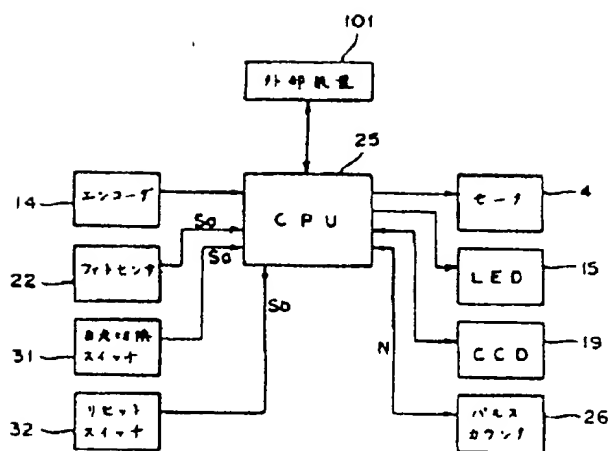 101
外部装置
25
CPU
エンコーダ
14
So
フォトセンサ
22
So
スイッチ
31
So
リセット
スイッチ
32
モータ
4
LED
15
CCD
19
N
パルス
カウンタ
26